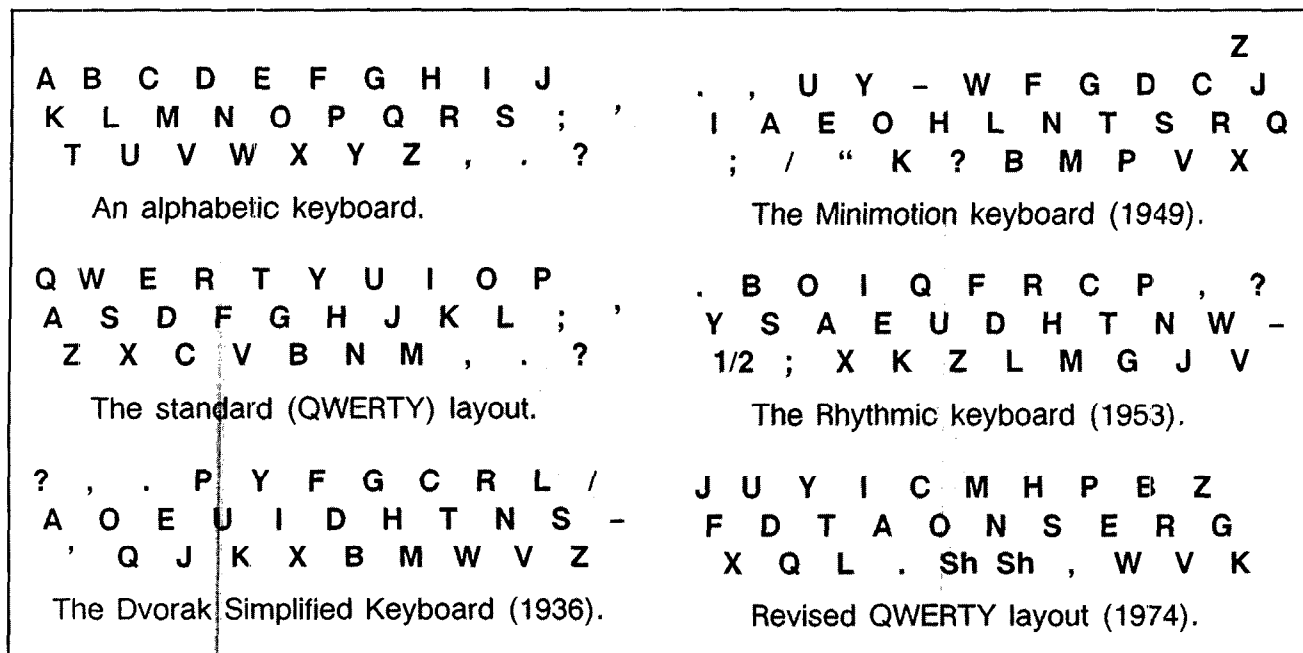 A B C D E F G H I J
K L M N O P Q R S ; '
T U V W X Y Z , . ?
An alphabetic keyboard.
Q W E R T Y U I O P
A S D F G H J K L ; '
Z X C V B N M , . ?
The standard (QWERTY) layout.
? , . P Y F G C R L /
A O E U I D H T N S –
' Q J K X B M W V Z
The Dvorak Simplified Keyboard (1936).
Z
. , U Y – W F G D C J
I A E O H L N T S R Q
; / “ K ? B M P V X
The Minimotion keyboard (1949).
. B O I Q F R C P , ?
Y S A E U D H T N W –
1/2 ; X K Z L M G J V
The Rhythmic keyboard (1953).
J U Y I C M H P B Z
F D T A O N S E R G
X Q L . Sh Sh , W V K
Revised QWERTY layout (1974).